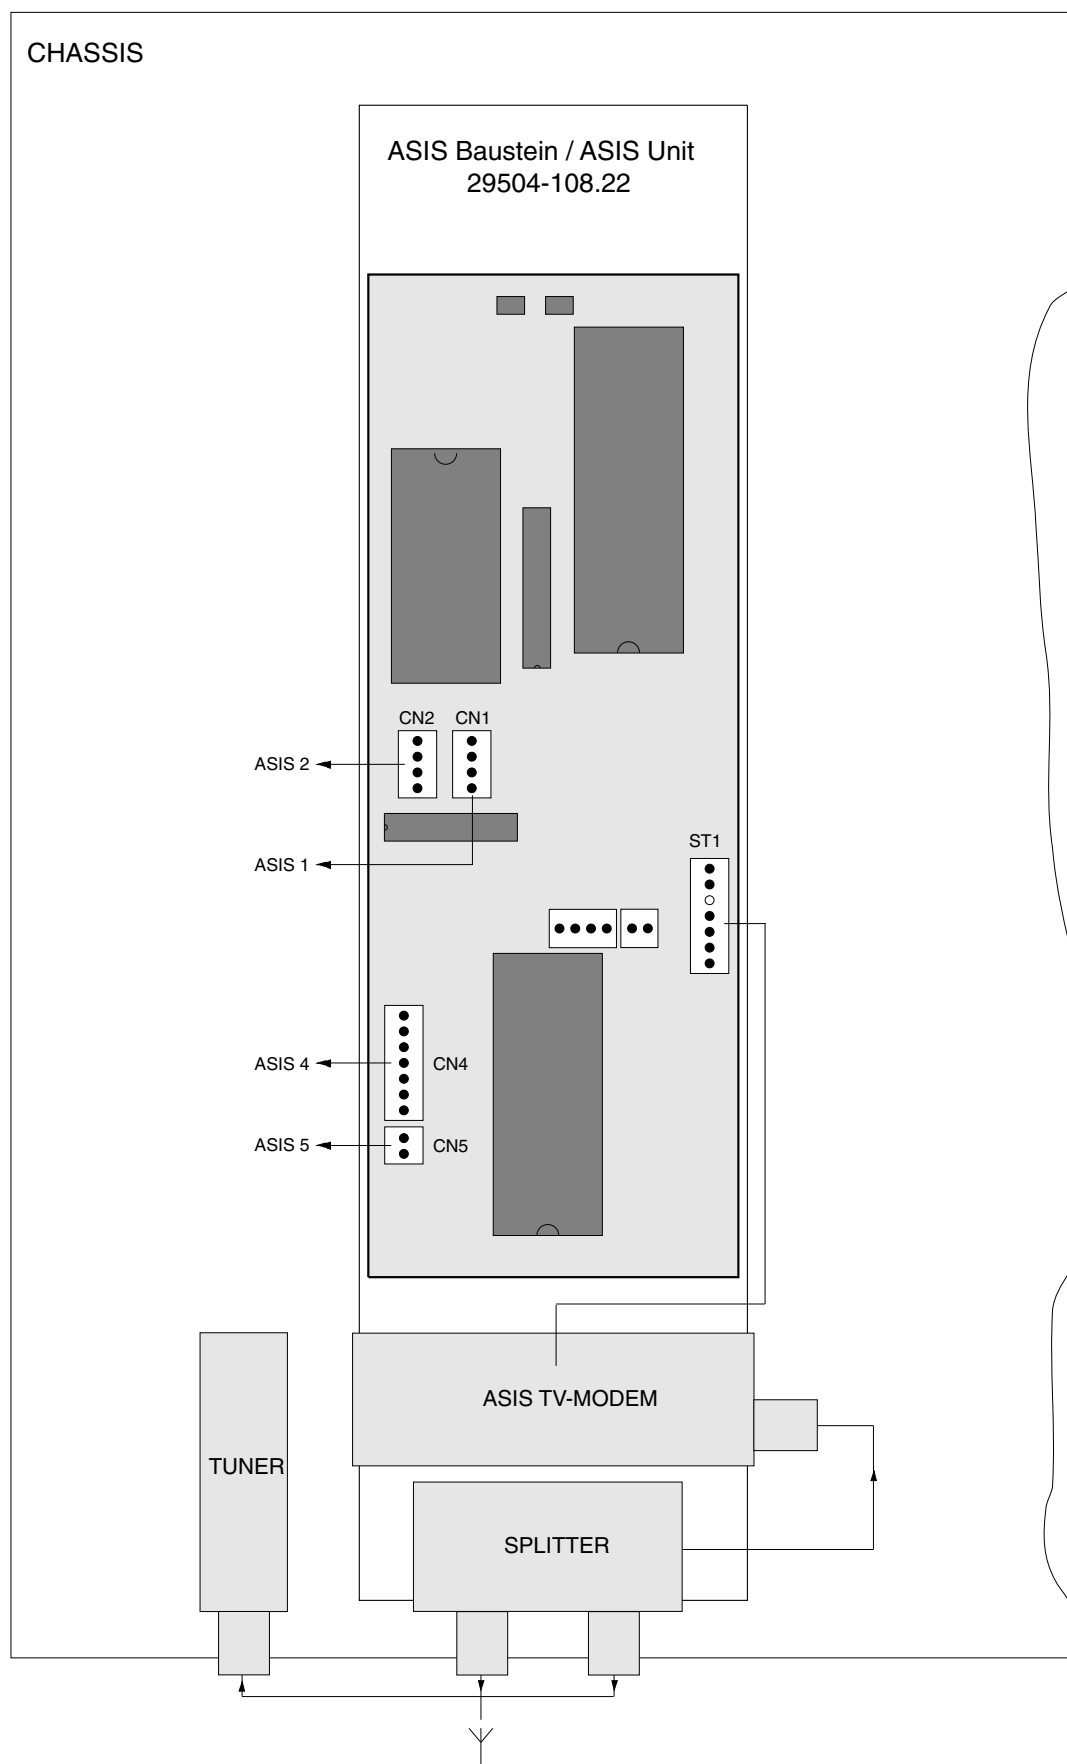 CHASSIS
ASIS Baustein / ASIS Unit
29504-108.22
CN2 CN1
ASIS 2
ST1
ASIS 1
ASIS 4
CN4
ASIS 5
CN5
ASIS TV-MODEM
TUNER
SPLITTER